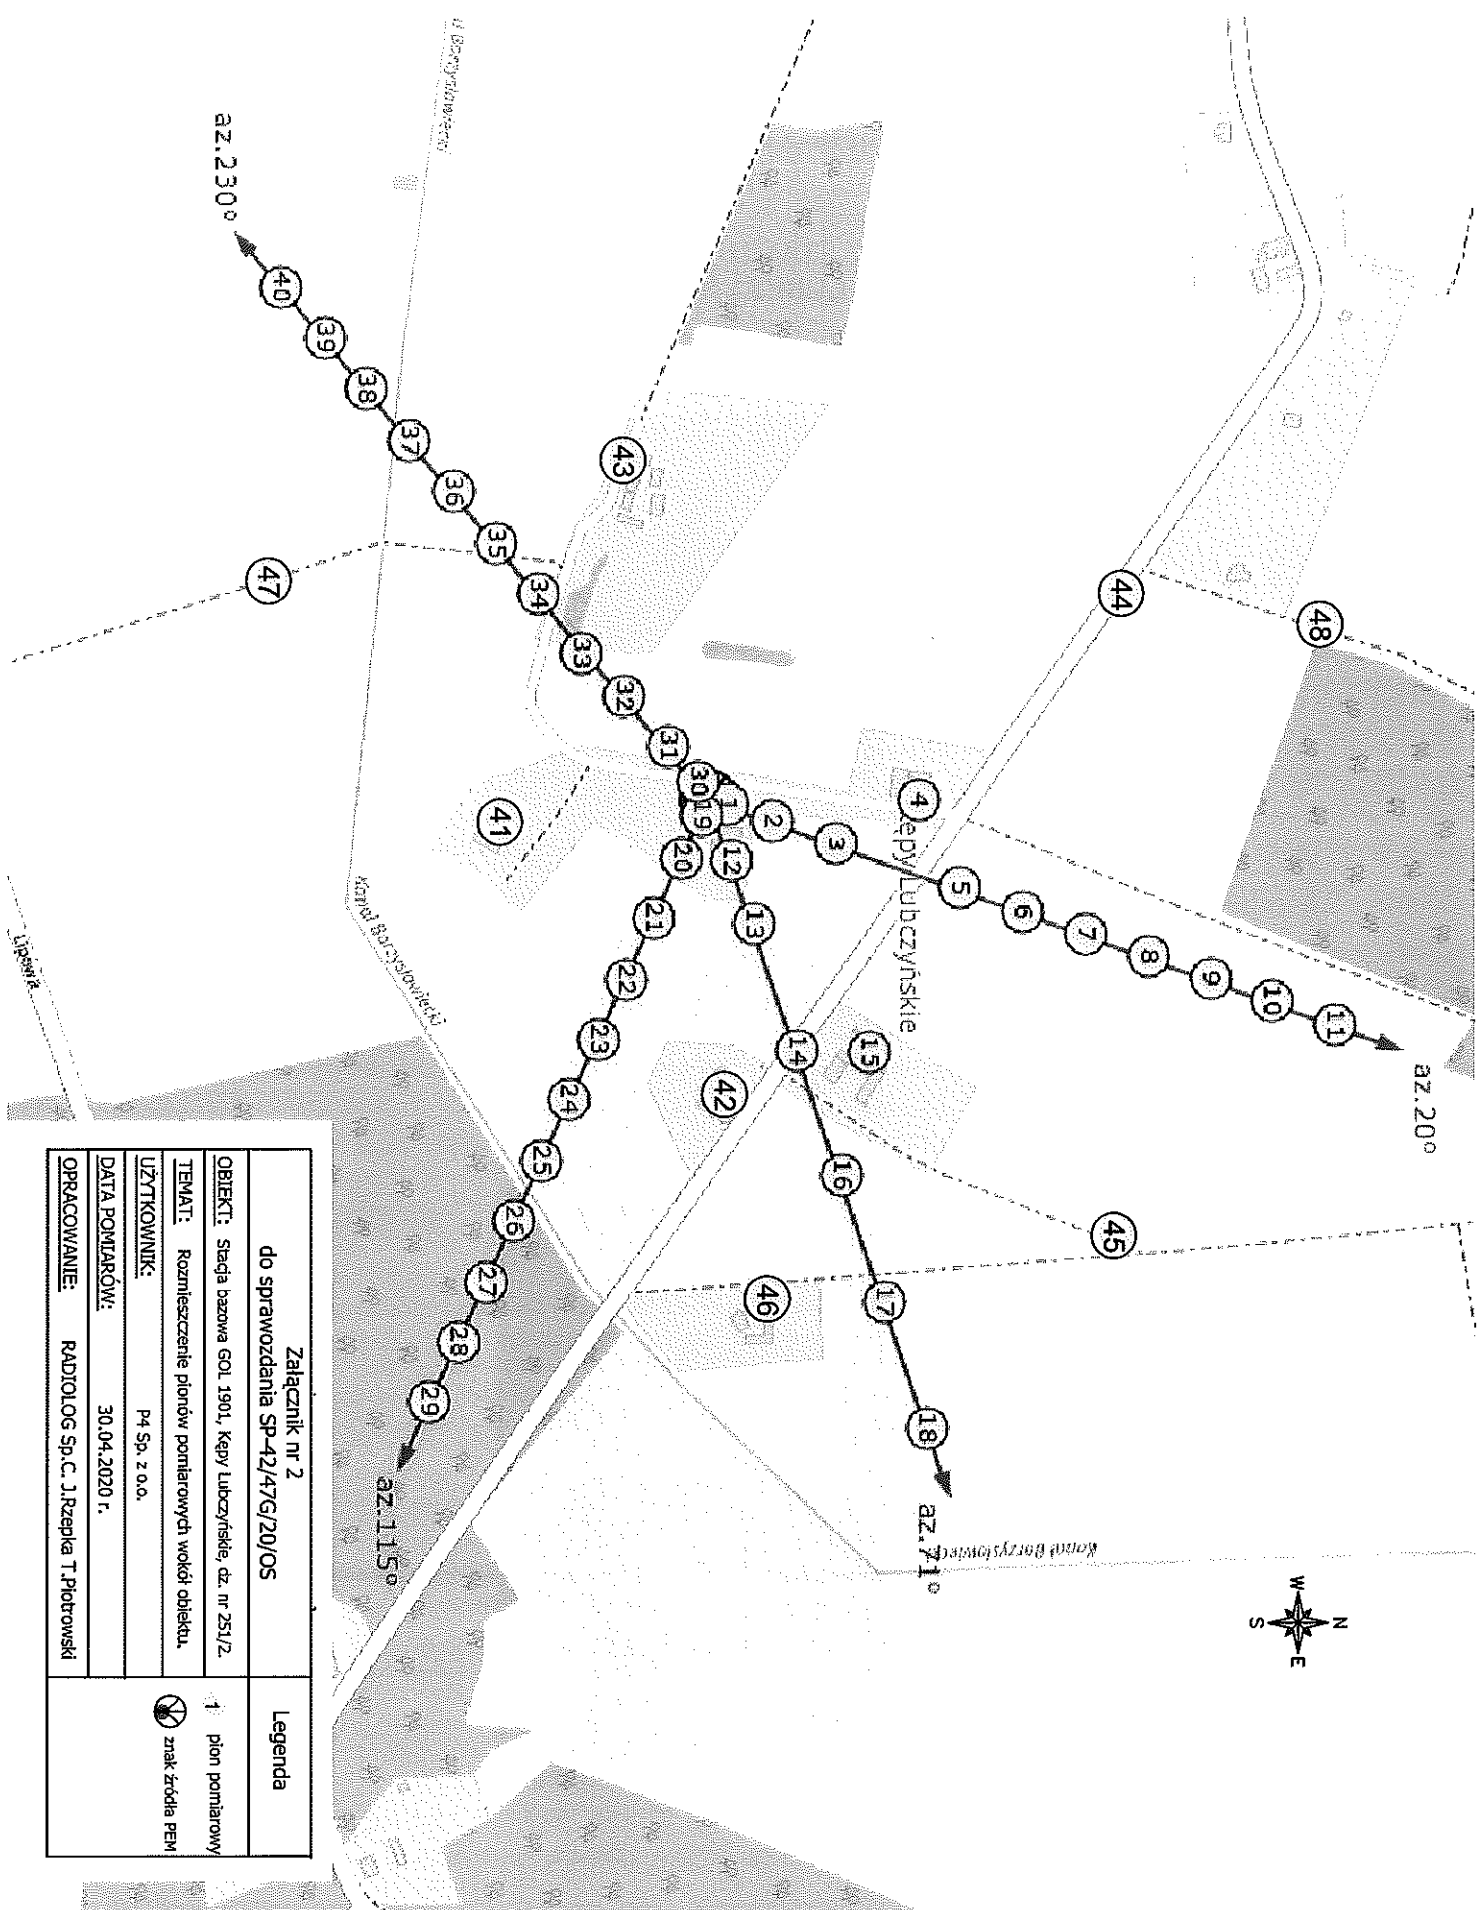 az.230°
40
39
38
37
36
35
34
33
32
31
30
19
1
2
3
4
5
6
7
8
9
10
11
az.20°
12
13
14
15
16
17
18
az.71°
20
21
22
23
24
25
26
27
28
29
az.115°
41
42
43
44
45
46
47
48
ępy Lubczyńskie
Kanał Borzysławiecki
Kanał Borzysławiecki
Lipowa
N
W
E
S
Załącznik nr 2
do sprawozdania SP-42/47G/20/OS
OBIEKT: Stacja bazowa GOL 1901, Kępy Lubczyńskie, dz. nr 251/2.
TEMAT: Rozmieszczenie pionów pomiarowych wokół obiektu.
UŻYTKOWNIK: P4 Sp. z o.o.
DATA POMIARÓW: 30.04.2020 r.
OPRACOWANIE: RADIOLOG Sp.C. J.Rzepka T.Piotrowski
Legenda
1 pion pomiarowy
znak źródła PEM